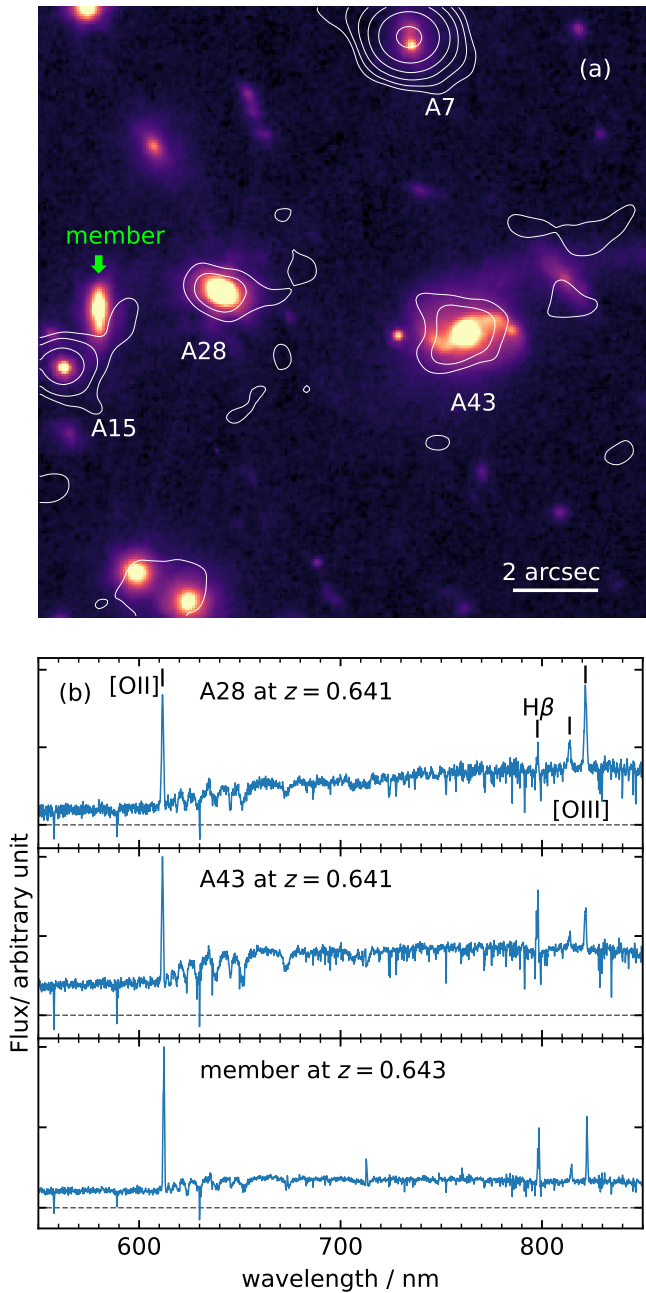 (a)
A7
member
A28
A15
A43
2 arcsec
(b)
[OII]
A28 at z = 0.641
Hβ
[OIII]
A43 at z = 0.641
member at z = 0.643
Flux/ arbitrary unit
600
700
800
wavelength / nm